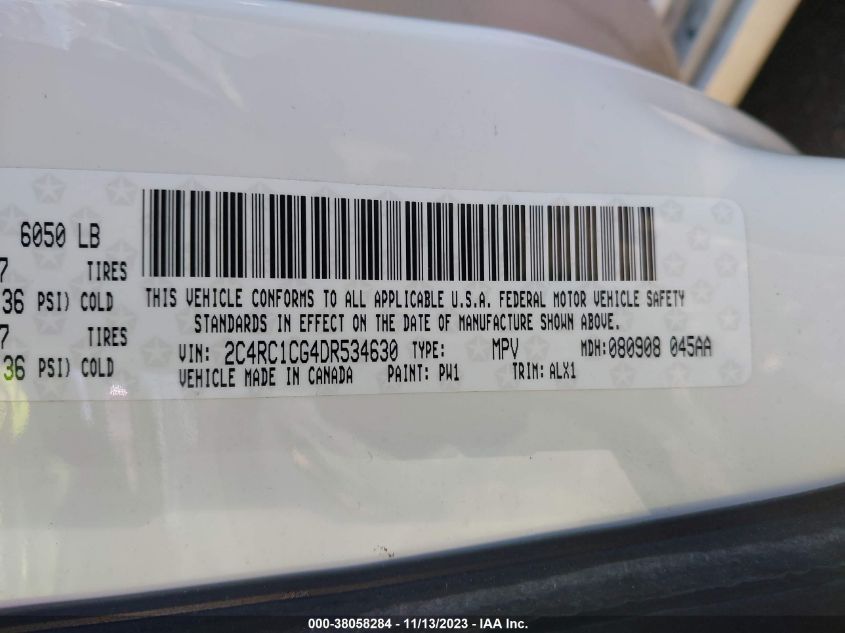 6050 LB
7 TIRES
36 PSI) COLD
7 TIRES
36 PSI) COLD
THIS VEHICLE CONFORMS TO ALL APPLICABLE U.S.A. FEDERAL MOTOR VEHICLE SAFETY
STANDARDS IN EFFECT ON THE DATE OF MANUFACTURE SHOWN ABOVE.
VIN: 2C4RC1CG4DR534630 TYPE: MPV MDH: 080908 045AA
VEHICLE MADE IN CANADA PAINT: PW1 TRIM: ALX1
000-38058284 — 11/13/2023 — IAA Inc.